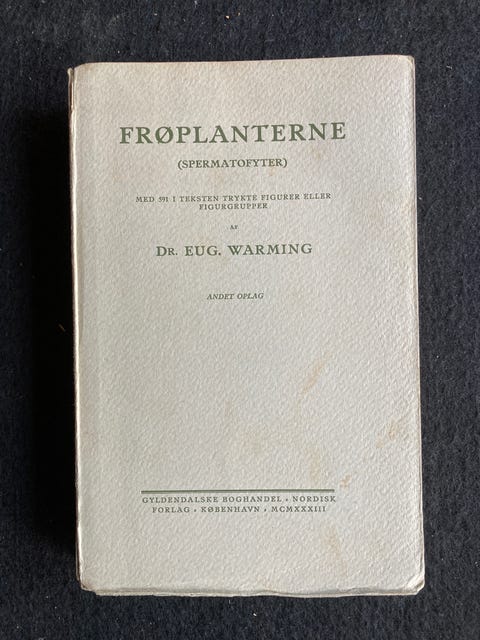 FRØPLANTERNE
(SPERMATOFYTER)
MED 591 I TEKSTEN TRYKTE FIGURER ELLER
FIGURGRUPPER
AF
DR. EUG. WARMING
ANDET OPLAG
GYLDENDALSKE BOGHANDEL • NORDISK
FORLAG • KØBENHAVN • MCMXXXIII